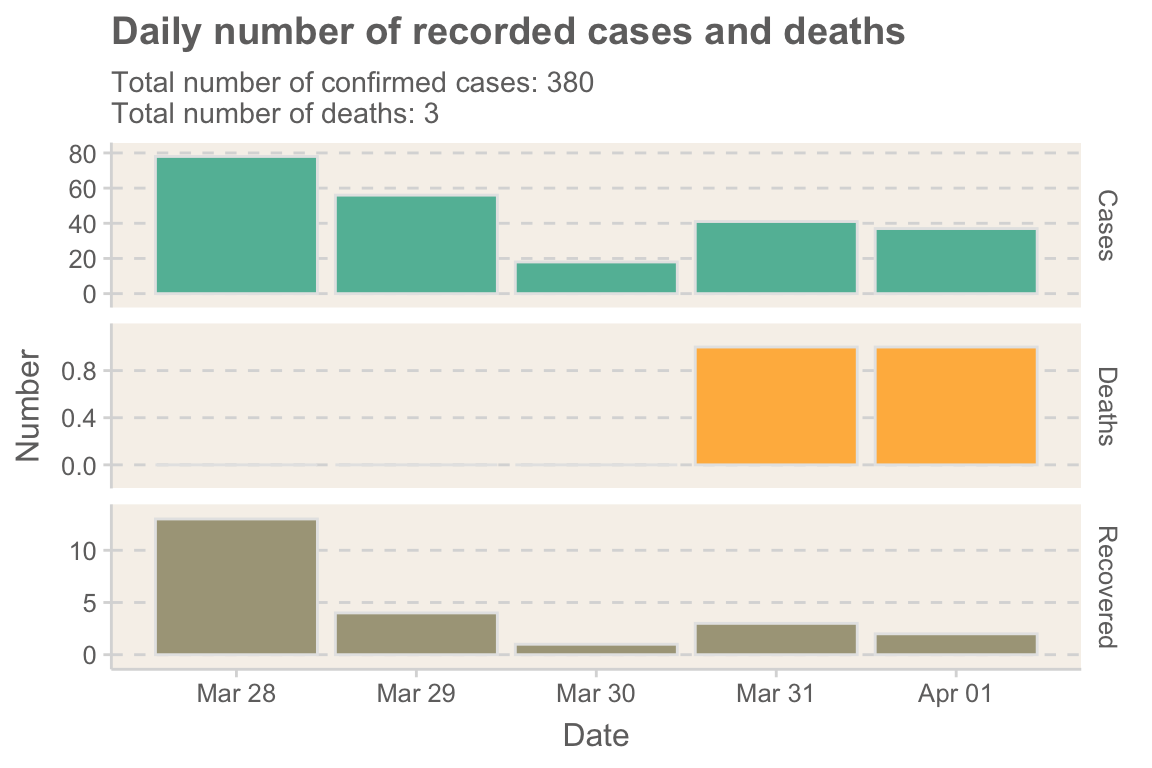 Daily number of recorded cases and deaths
Total number of confirmed cases: 380
Total number of deaths: 3
80
60
40
20
0
Cases
Number
0.8
0.4
0.0
Deaths
10
5
0
Recovered
Mar 28 Mar 29 Mar 30 Mar 31 Apr 01
Date